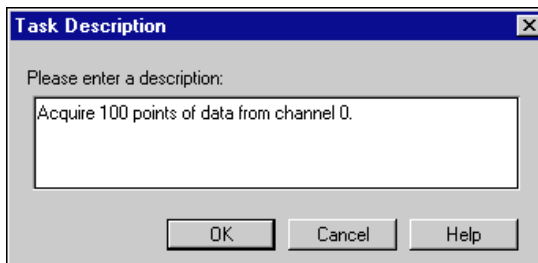 Task Description
Please enter a description:
Acquire 100 points of data from channel 0.
OK Cancel Help